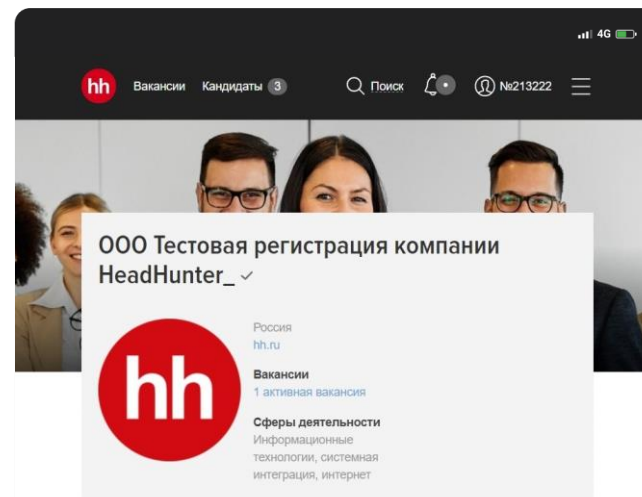 4G
hh Вакансии Кандидаты 3 Поиск №213222
ООО Тестовая регистрация компании
HeadHunter_
hh
Россия
hh.ru
Вакансии
1 активная вакансия
Сферы деятельности
Информационные
технологии, системная
интеграция, интернет